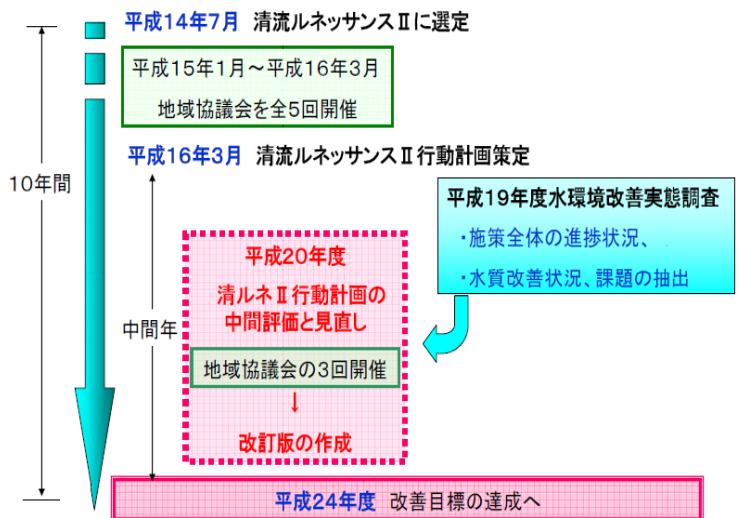 平成14年7月 清流ルネッサンスⅡに選定
平成15年1月～平成16年3月
地域協議会を全5回開催
平成16年3月 清流ルネッサンスⅡ行動計画策定
10年間
平成19年度水環境改善実態調査
・施策全体の進捗状況、
・水質改善状況、課題の抽出
平成20年度
清ルネⅡ行動計画の
中間評価と見直し
中間年
地域協議会の3回開催
↓
改訂版の作成
平成24年度 改善目標の達成へ